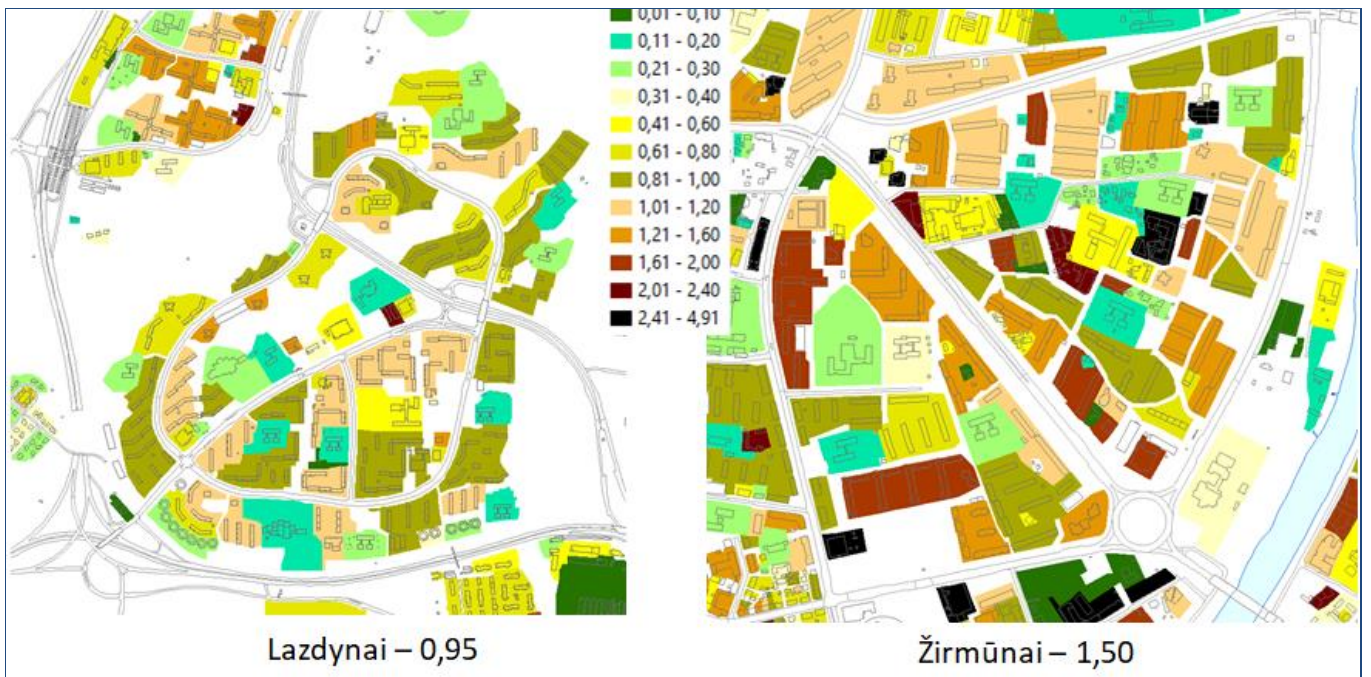 0,01 - 0,10
0,11 - 0,20
0,21 - 0,30
0,31 - 0,40
0,41 - 0,60
0,61 - 0,80
0,81 - 1,00
1,01 - 1,20
1,21 - 1,60
1,61 - 2,00
2,01 - 2,40
2,41 - 4,91
Lazdynai – 0,95
Žirmūnai – 1,50